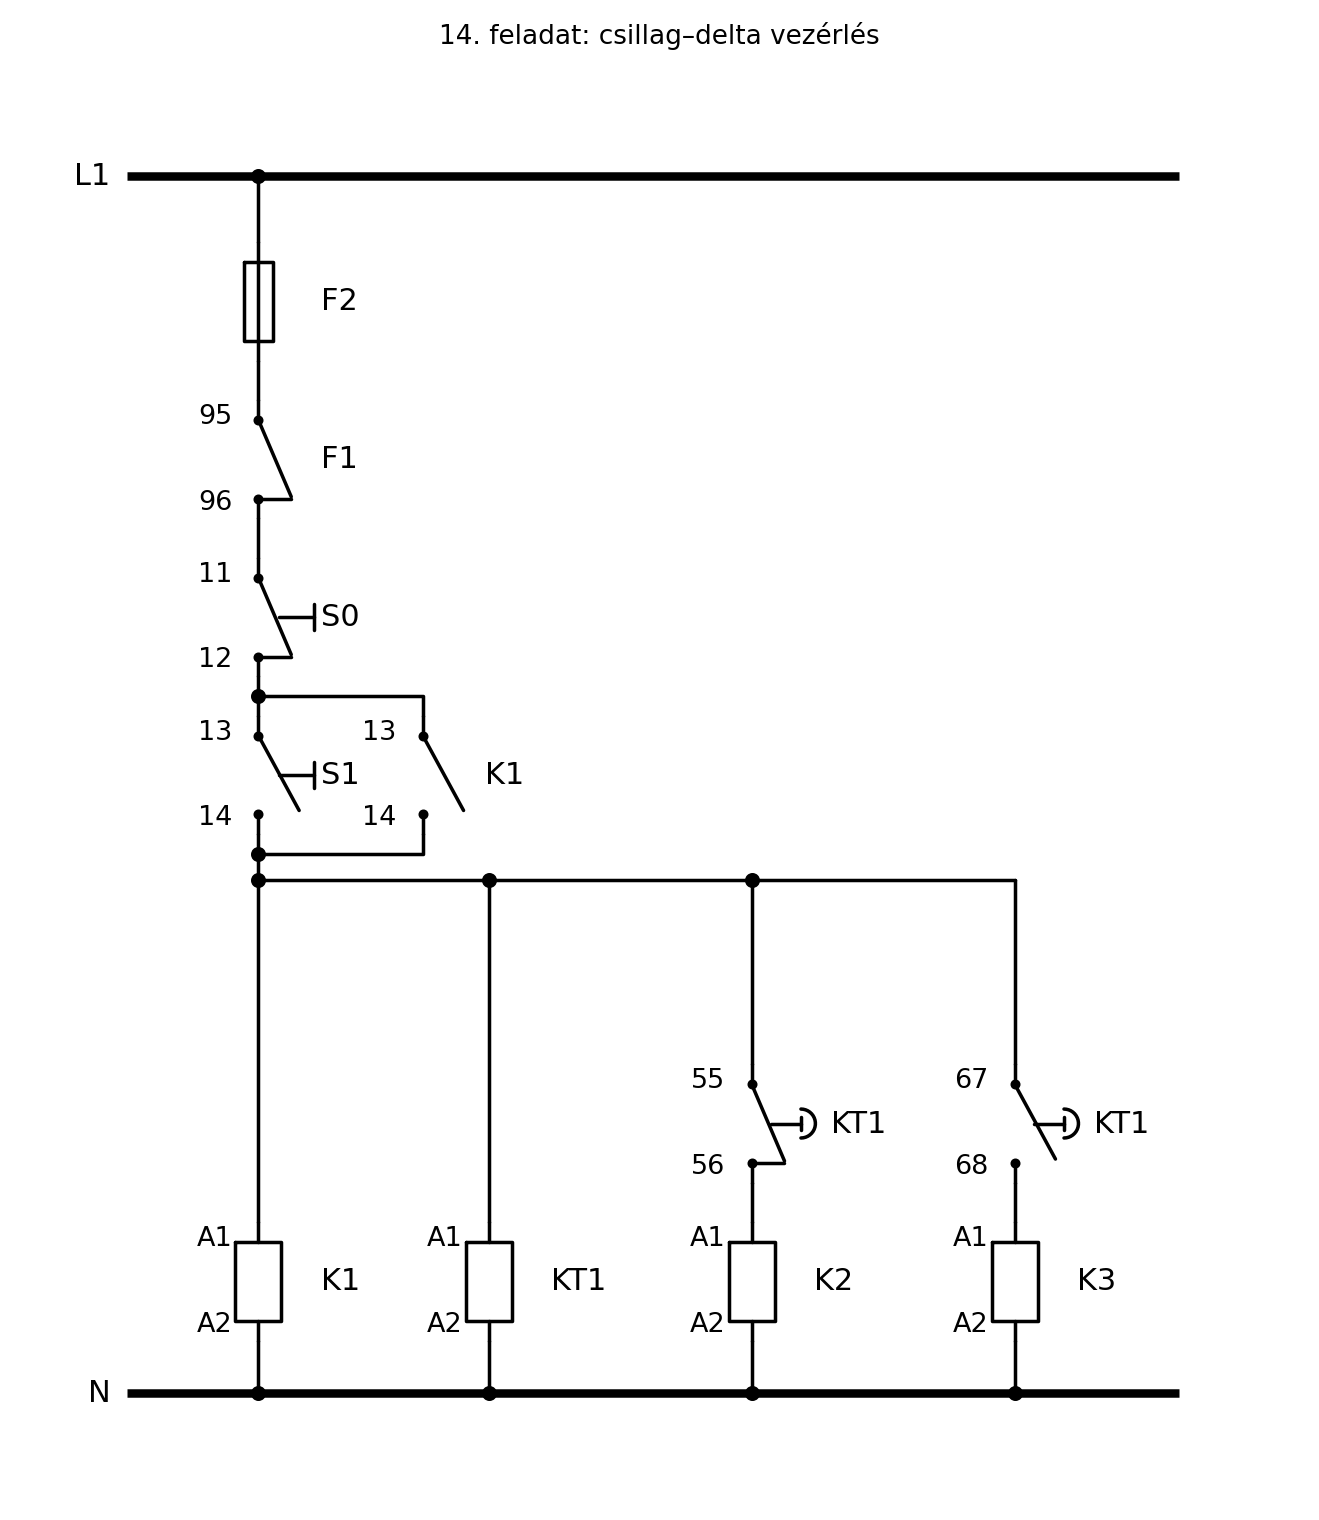 14. feladat: csillag–delta vezérlés
L1
F2
95
F1
96
11
S0
12
13
13
S1
K1
14
14
55
67
KT1
KT1
56
68
A1
A1
A1
A1
K1
KT1
K2
K3
A2
A2
A2
A2
N